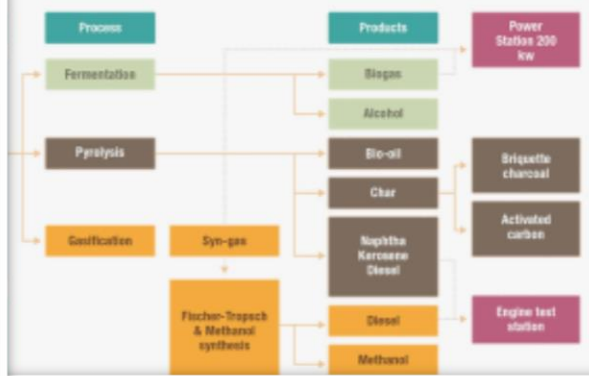 Process
Products
Power
Station 200
kw
Fermentation
Biogas
Alcohol
Pyrolysis
Bio-oil
Char
Briquette
charcoal
Activated
carbon
Gasification
Syn-gas
Naphtha
Kerosene
Diesel
Fischer-Tropsch
& Methanol
synthesis
Diesel
Methanol
Engine test
station